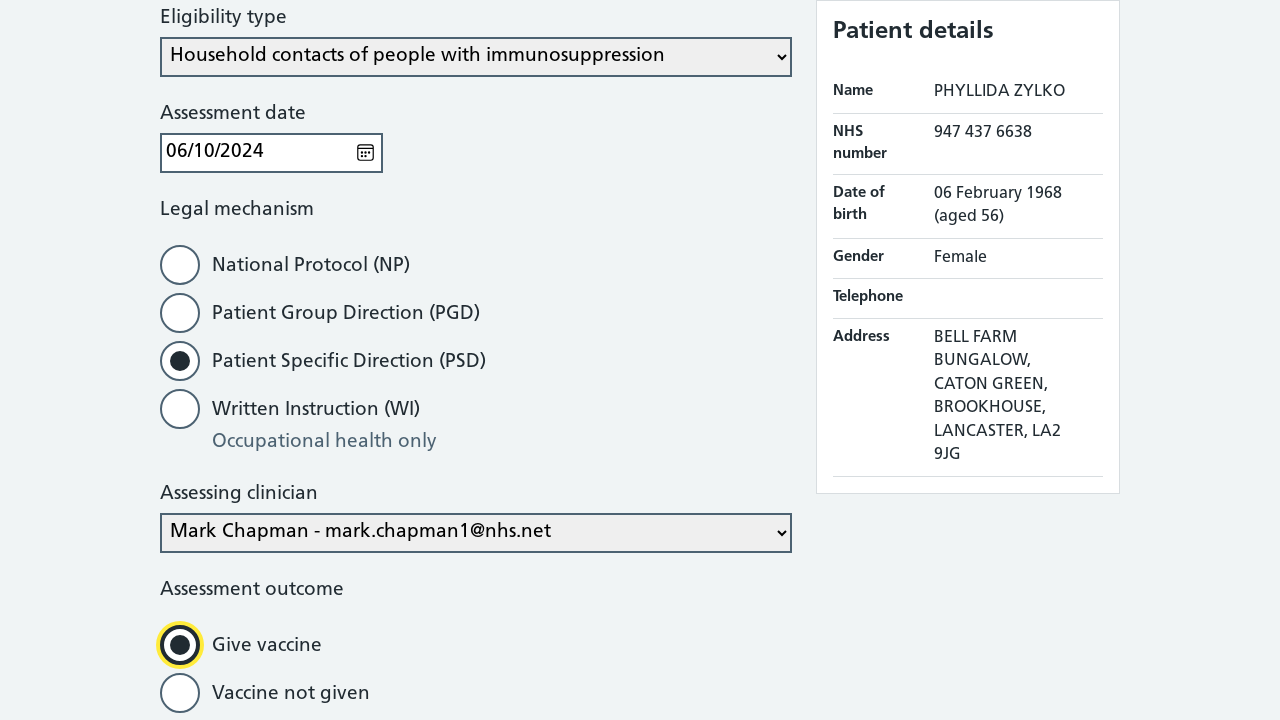 Eligibility type
Household contacts of people with immunosuppression
Assessment date
06/10/2024
Legal mechanism
National Protocol (NP)
Patient Group Direction (PGD)
Patient Specific Direction (PSD)
Written Instruction (WI)
Occupational health only
Assessing clinician
Mark Chapman - mark.chapman1@nhs.net
Assessment outcome
Give vaccine
Vaccine not given
Patient details
Name PHYLLIDA ZYLKO
NHS number 947 437 6638
Date of birth 06 February 1968 (aged 56)
Gender Female
Telephone
Address BELL FARM
BUNGALOW,
CATON GREEN,
BROOKHOUSE,
LANCASTER, LA2
9JG